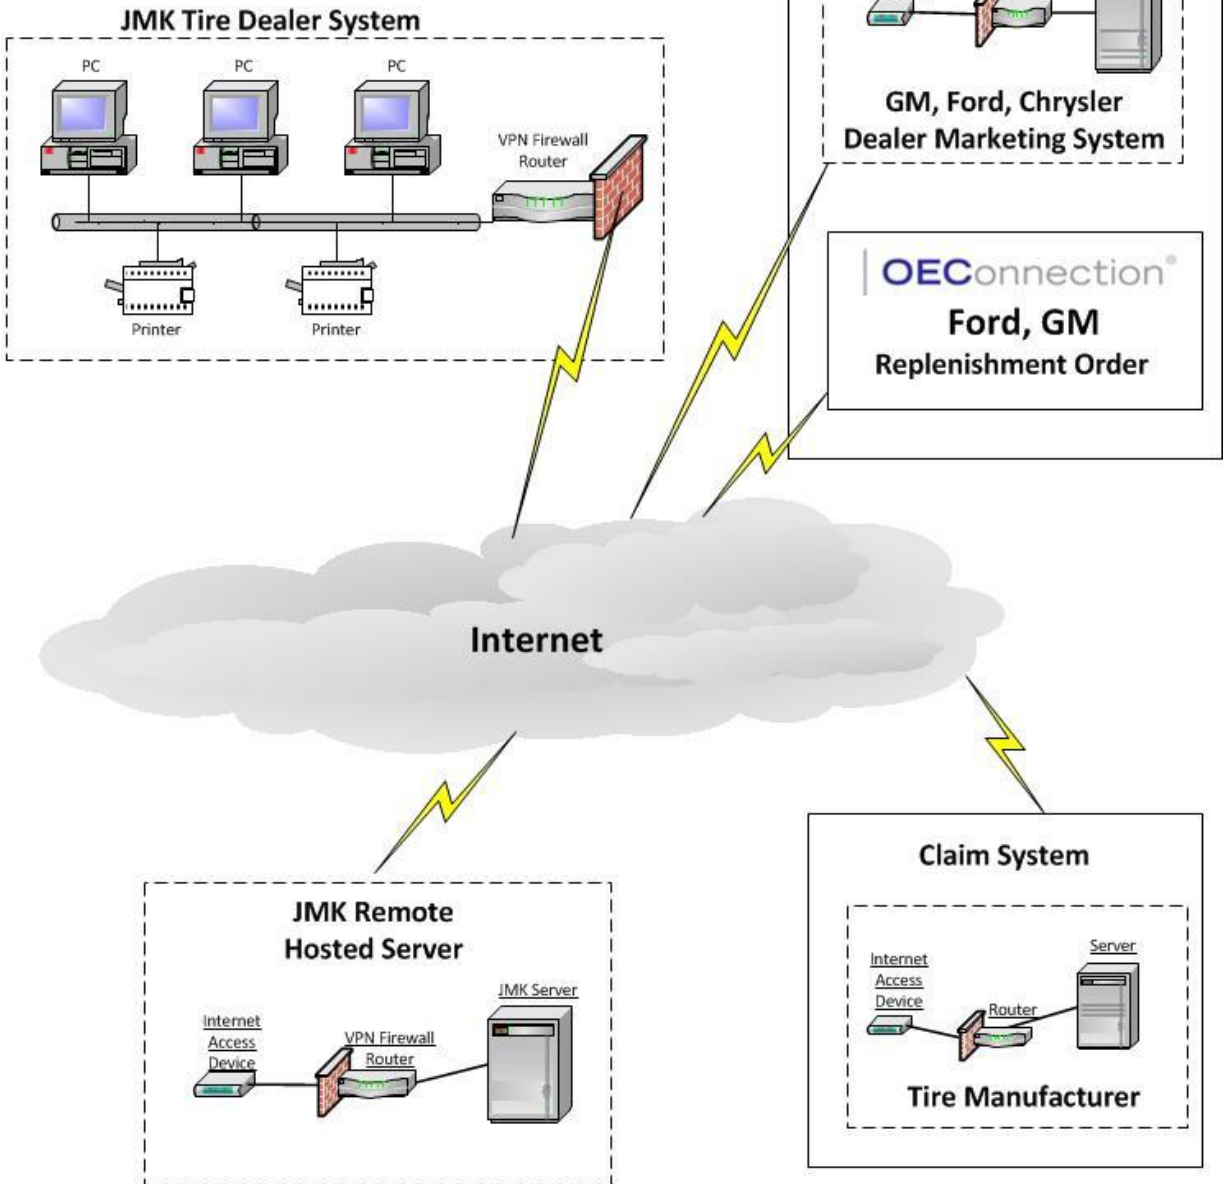 JMK Tire Dealer System
PC
PC
PC
VPN Firewall
Router
Printer
Printer
GM, Ford, Chrysler
Dealer Marketing System
OEConnection®
Ford, GM
Replenishment Order
Internet
JMK Remote
Hosted Server
Internet
Access
Device
VPN Firewall
Router
JMK Server
Claim System
Internet
Access
Device
Router
Server
Tire Manufacturer